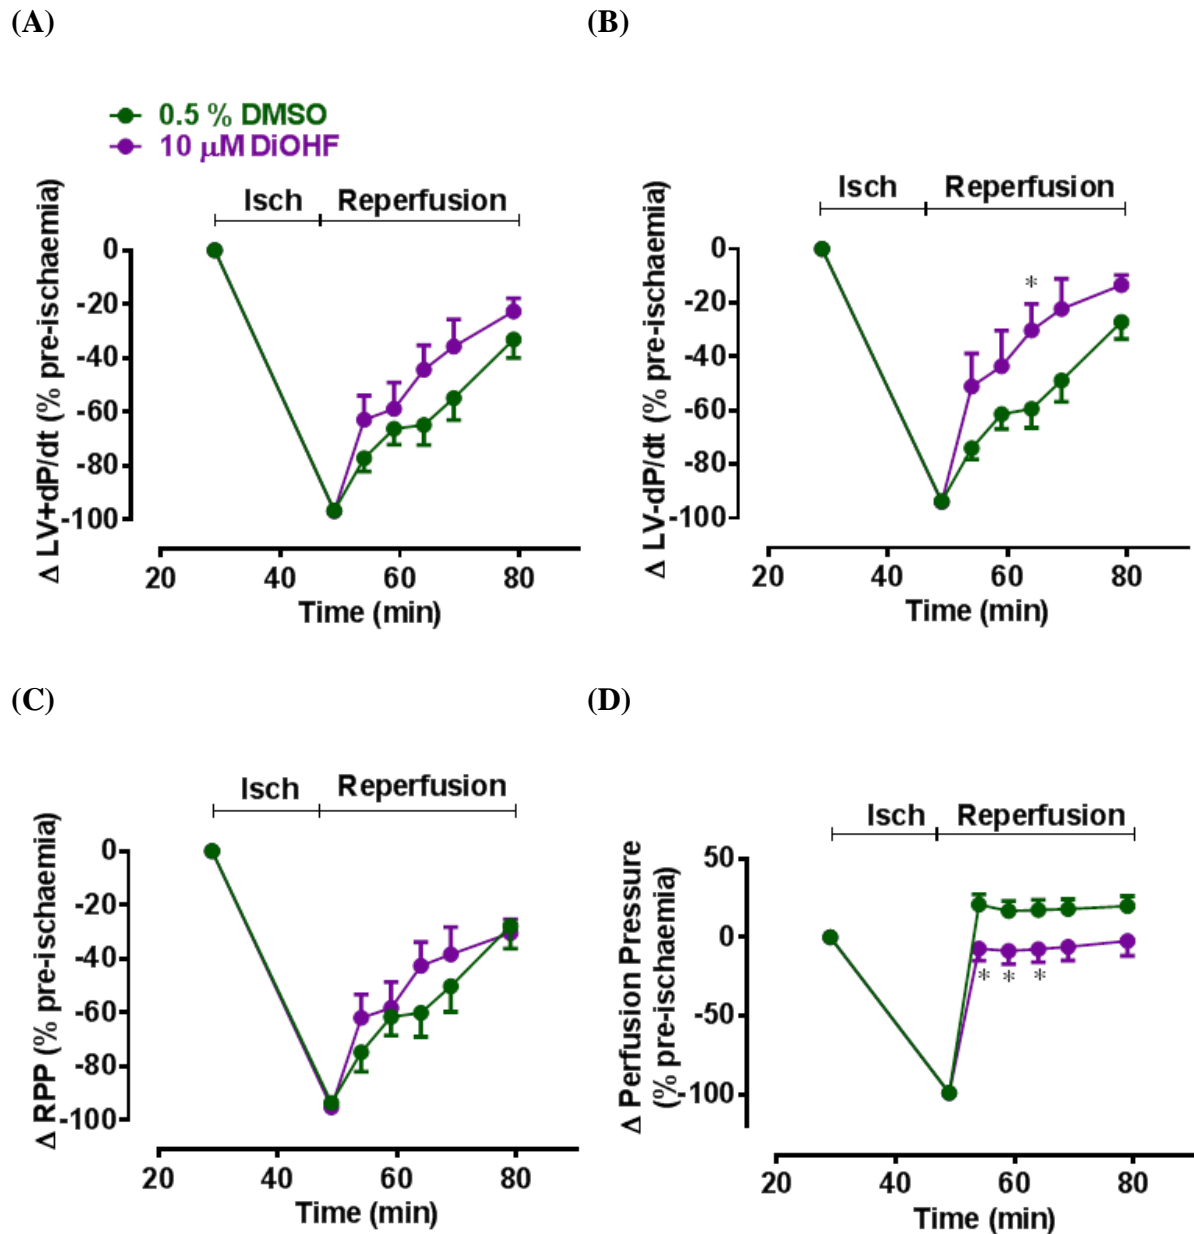 (A)
0.5 % DMSO
10 μM DiOHF
Isch Reperfusion
Δ LV+dP/dt (% pre-ischaemia)
0
-20
-40
-60
-80
-100
20 40 60 80
Time (min)
(B)
Isch Reperfusion
Δ LV-dP/dt (% pre-ischaemia)
0
-20
-40
-60
-80
-100
*
20 40 60 80
Time (min)
(C)
Isch Reperfusion
Δ RPP (% pre-ischaemia)
0
-20
-40
-60
-80
-100
20 40 60 80
Time (min)
(D)
Isch Reperfusion
Δ Perfusion Pressure
(% pre-ischaemia)
50
0
-50
-100
* * *
20 40 60 80
Time (min)